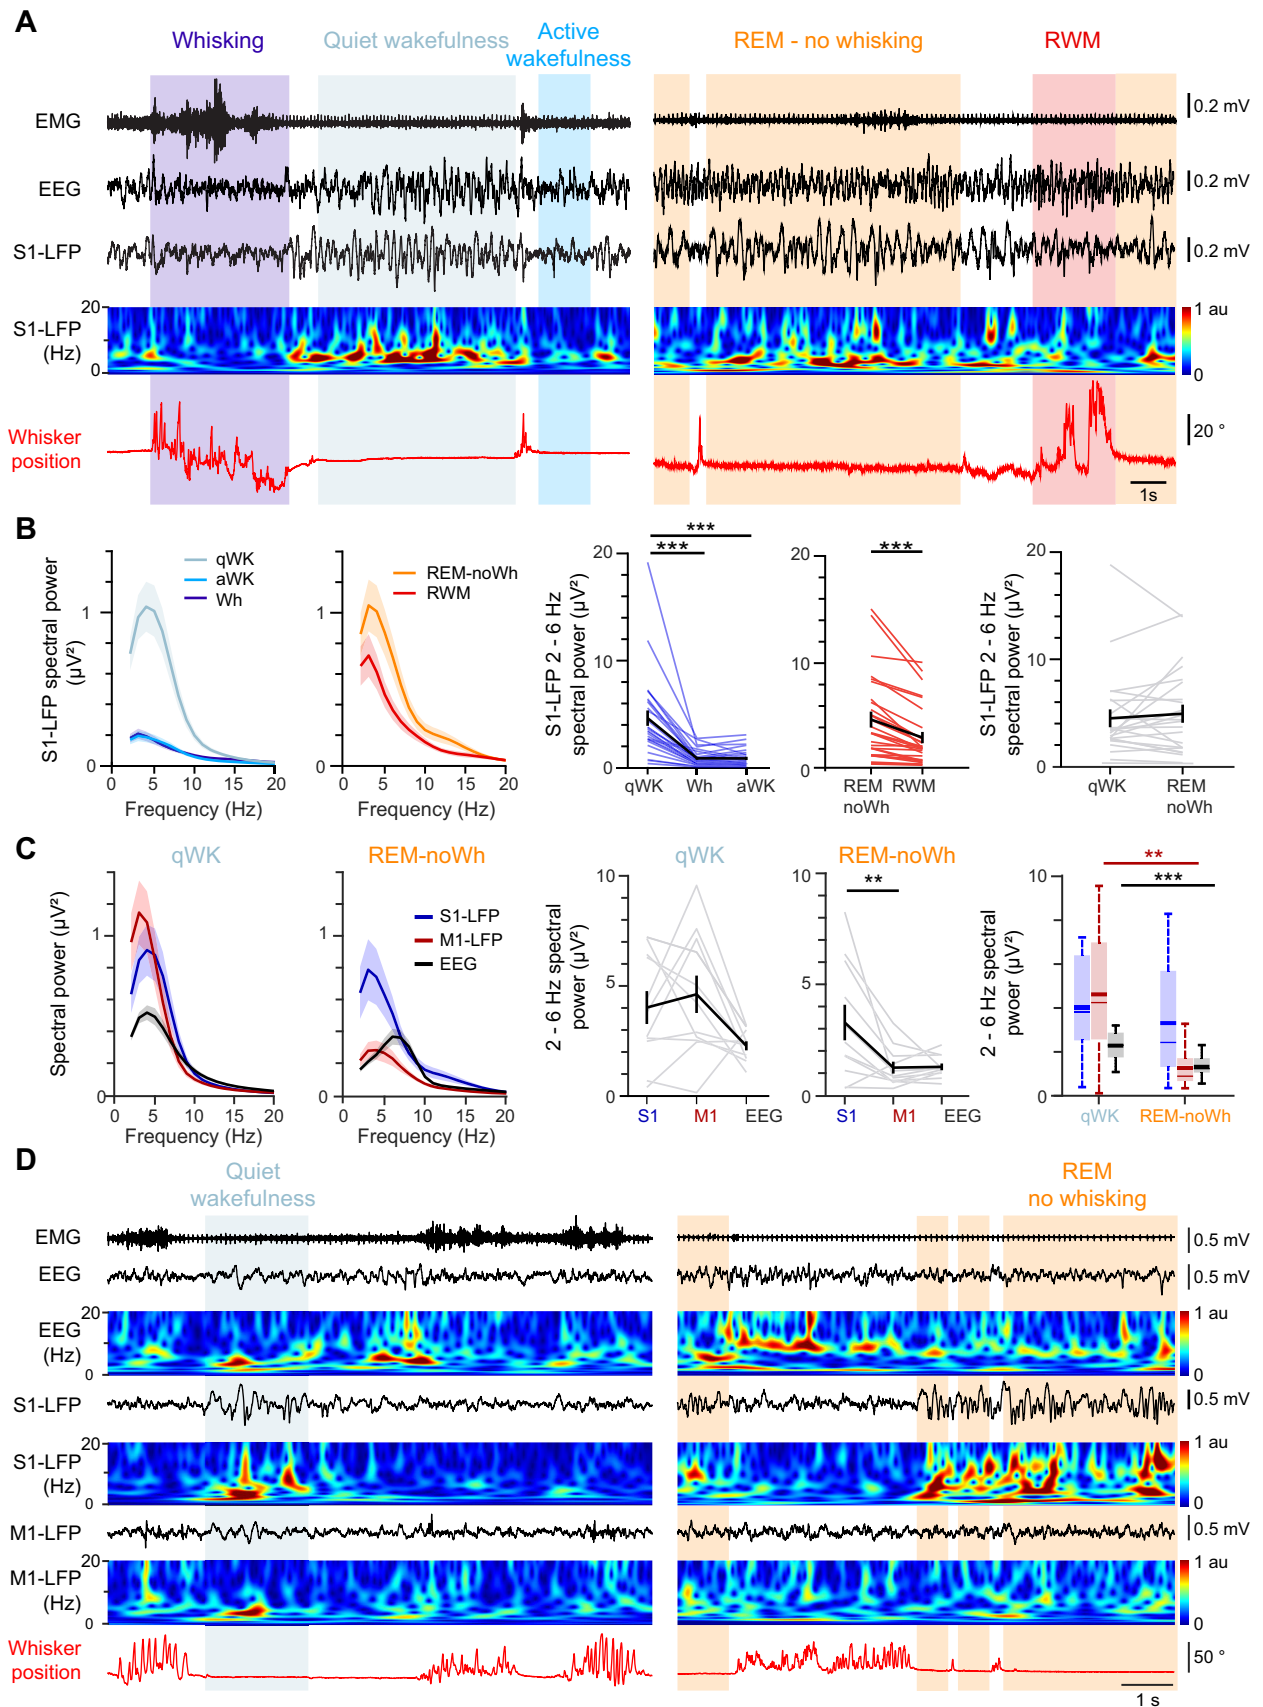 A
Whisking
Quiet wakefulness
Active
wakefulness
REM - no whisking
RWM
EMG
0.2 mV
EEG
0.2 mV
S1-LFP
0.2 mV
20
S1-LFP
(Hz)
0
1 au
0
Whisker
position
20 °
1s
B
S1-LFP spectral power
(µV²)
1
0
0 5 10 15 20
Frequency (Hz)
qWK
aWK
Wh
1
0
0 5 10 15 20
Frequency (Hz)
REM-noWh
RWM
S1-LFP 2 - 6 Hz
spectral power (µV²)
20
10
0
***
***
qWK Wh aWK
20
10
0
***
REM RWM
noWh
S1-LFP 2 - 6 Hz
spectral power (µV²)
20
10
0
qWK REM
noWh
C
qWK
Spectral power (µV²)
1
0
0 5 10 15 20
Frequency (Hz)
REM-noWh
1
0
0 5 10 15 20
Frequency (Hz)
S1-LFP
M1-LFP
EEG
qWK
2 - 6 Hz spectral
power (µV²)
10
5
0
S1 M1 EEG
REM-noWh
10
5
0
**
S1 M1 EEG
2 - 6 Hz spectral
pwoer (µV²)
10
5
0
**
***
qWK REM-noWh
D
Quiet
wakefulness
REM
no whisking
EMG
0.5 mV
EEG
0.5 mV
20
EEG
(Hz)
0
1 au
0
S1-LFP
0.5 mV
20
S1-LFP
(Hz)
0
1 au
0
M1-LFP
0.5 mV
20
M1-LFP
(Hz)
0
1 au
0
Whisker
position
50 °
1 s